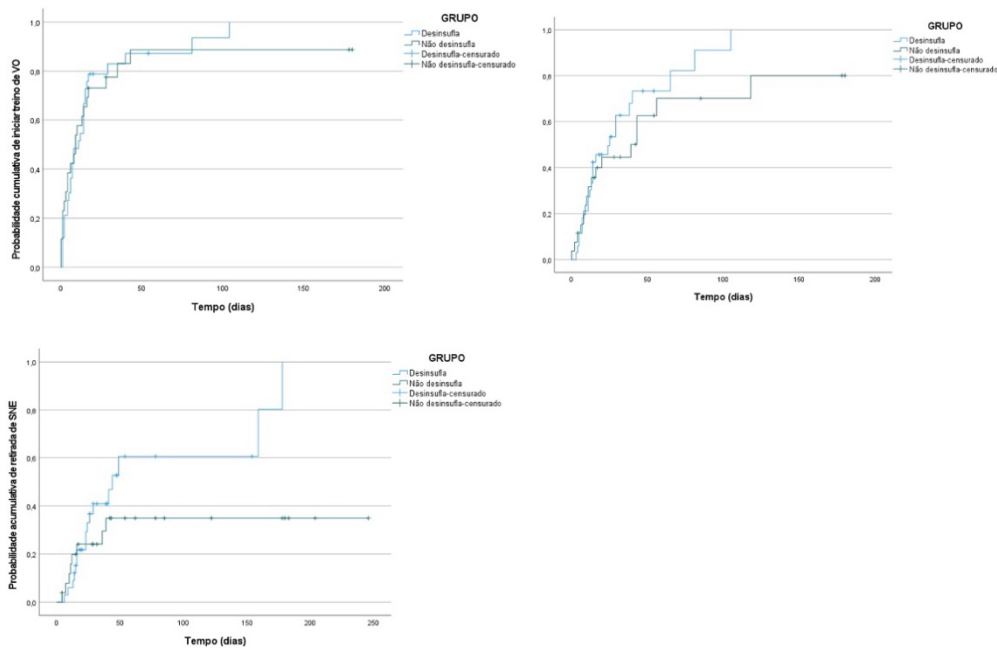 GRUPO
Desinsufla
Não desinsufla
Desinsufla-censurado
Não desinsufla-censurado
Probabilidade cumulativa de iniciar treino de VO
1,0
0,8
0,6
0,4
0,2
0,0
0
50
100
150
200
Tempo (dias)
GRUPO
Desinsufla
Não desinsufla
Desinsufla-censurado
Não desinsufla-censurado
1,0
0,8
0,6
0,4
0,2
0,0
0
50
100
150
200
Tempo (dias)
GRUPO
Desinsufla
Não desinsufla
Desinsufla-censurado
Não desinsufla-censurado
Probabilidade acumulativa de retirada de SNE
1,0
0,8
0,6
0,4
0,2
0,0
0
50
100
150
200
250
Tempo (dias)